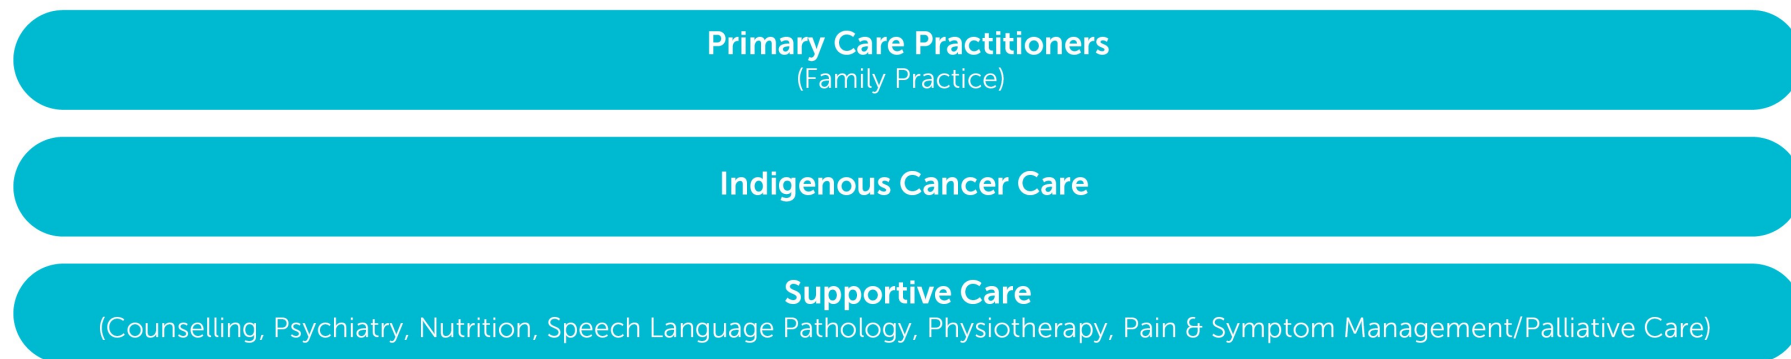 Primary Care Practitioners
(Family Practice)
Indigenous Cancer Care
Supportive Care
(Counselling, Psychiatry, Nutrition, Speech Language Pathology, Physiotherapy, Pain & Symptom Management/Palliative Care)